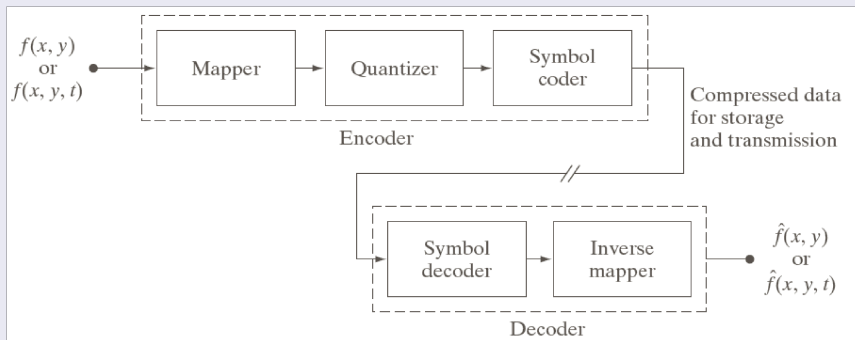 f(x, y)
or
f(x, y, t)
Mapper
Quantizer
Symbol
coder
Encoder
Compressed data
for storage
and transmission
Symbol
decoder
Inverse
mapper
Decoder
f̂(x, y)
or
f̂(x, y, t)